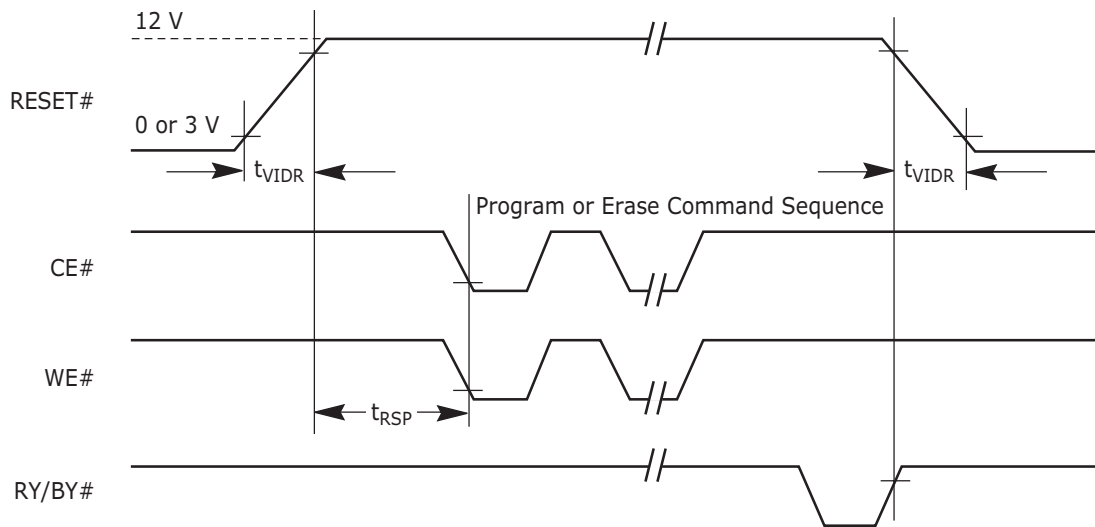 12 V
RESET#
0 or 3 V
tVIDR
tVIDR
Program or Erase Command Sequence
CE#
WE#
tRSP
RY/BY#